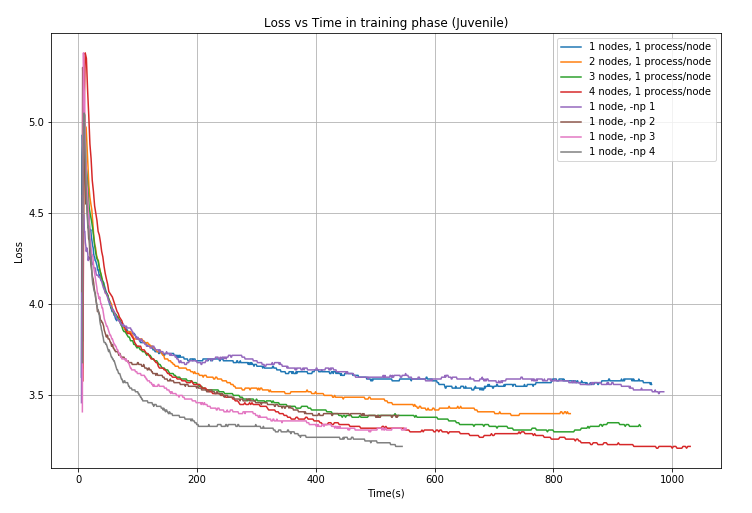 Loss vs Time in training phase (Juvenile)
1 nodes, 1 process/node
2 nodes, 1 process/node
3 nodes, 1 process/node
4 nodes, 1 process/node
1 node, -np 1
1 node, -np 2
1 node, -np 3
1 node, -np 4
5.0
4.5
4.0
3.5
Loss
0 200 400 600 800 1000
Time(s)